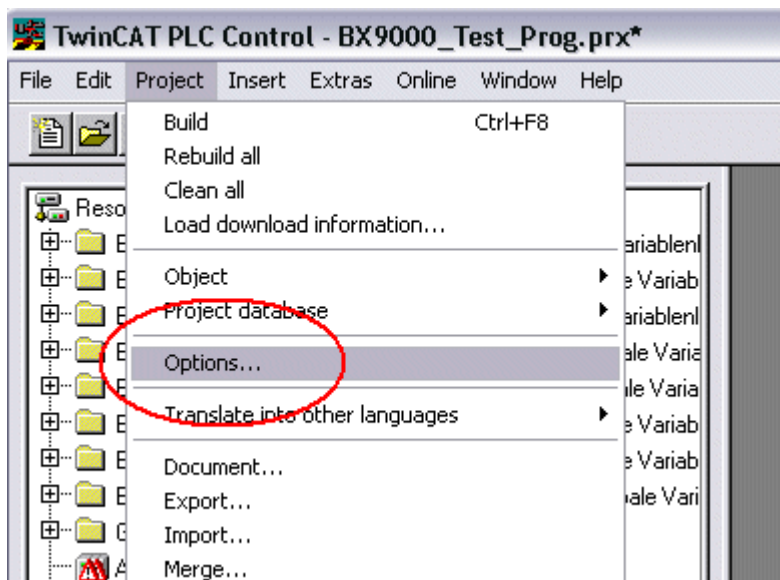 TwinCAT PLC Control - BX9000_Test_Prog.prx*
File Edit Project Insert Extras Online Window Help
Build Ctrl+F8
Rebuild all
Clean all
Load download information...
Object
Project database
Options...
Translate into other languages
Document...
Export...
Import...
Merge...